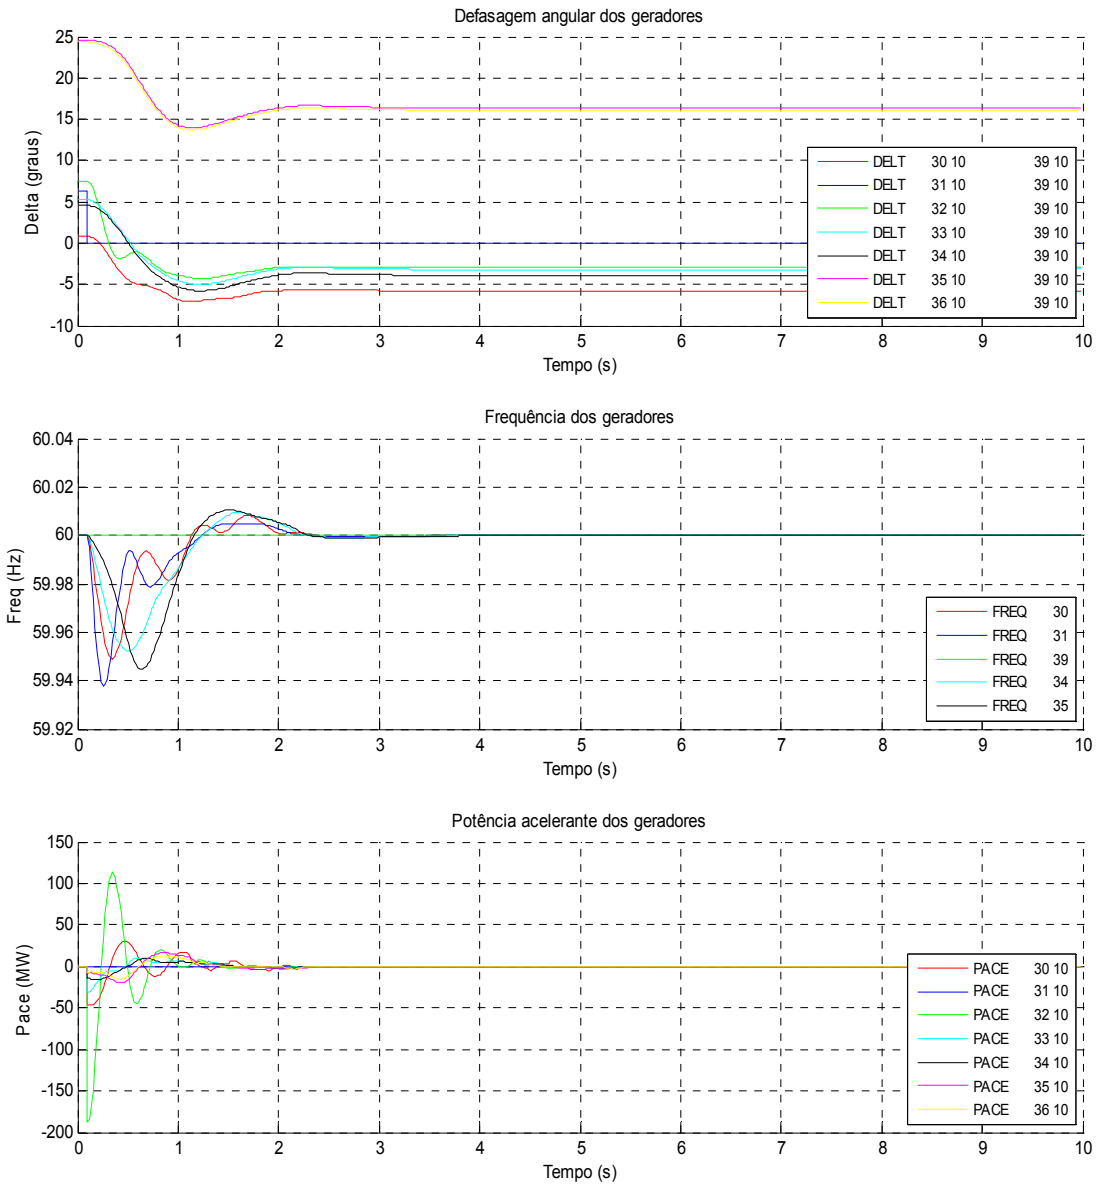 Defasagem angular dos geradores
25
20
15
10
5
0
-5
-10
Delta (graus)
DELT 30 10 39 10
DELT 31 10 39 10
DELT 32 10 39 10
DELT 33 10 39 10
DELT 34 10 39 10
DELT 35 10 39 10
DELT 36 10 39 10
0 1 2 3 4 5 6 7 8 9 10
Tempo (s)
Frequência dos geradores
60.04
60.02
60
59.98
59.96
59.94
59.92
Freq (Hz)
FREQ 30
FREQ 31
FREQ 39
FREQ 34
FREQ 35
0 1 2 3 4 5 6 7 8 9 10
Tempo (s)
Potência acelerante dos geradores
150
100
50
0
-50
-100
-150
-200
Pace (MW)
PACE 30 10
PACE 31 10
PACE 32 10
PACE 33 10
PACE 34 10
PACE 35 10
PACE 36 10
0 1 2 3 4 5 6 7 8 9 10
Tempo (s)